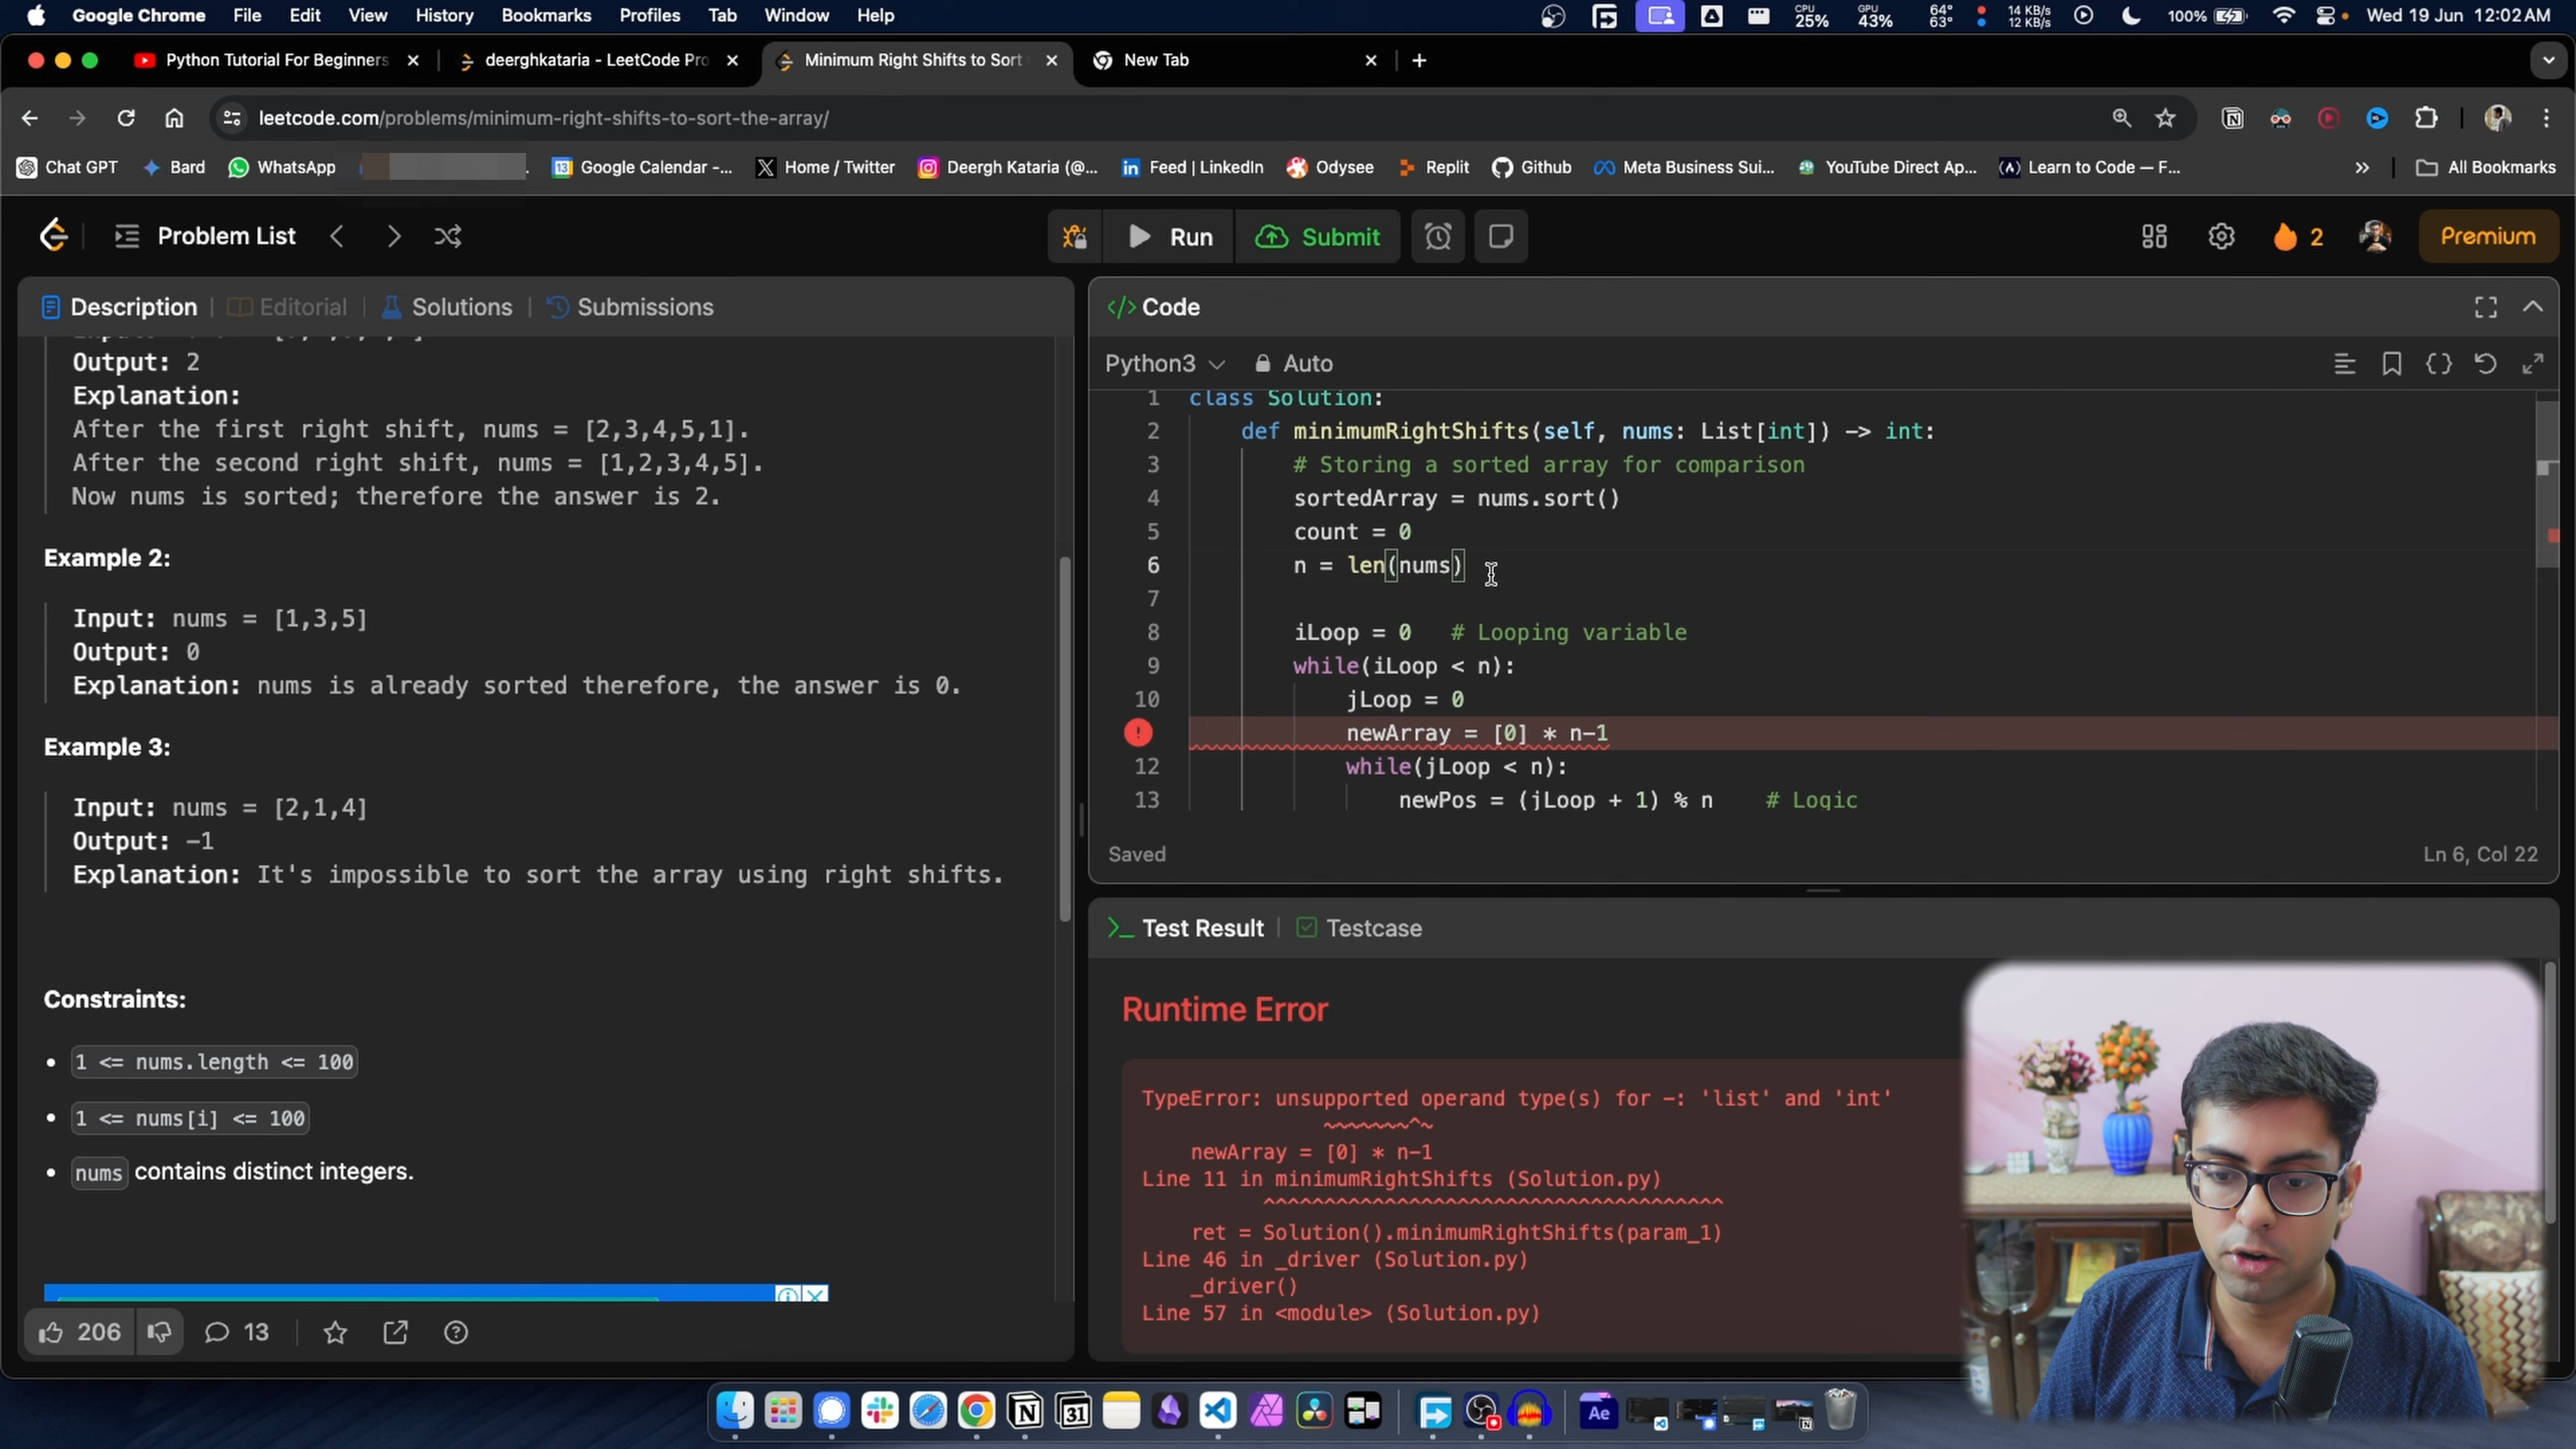 Google Chrome File Edit View History Bookmarks Profiles Tab Window Help
CPU 25% GPU 43% 64° 63° 14 KB/s 12 KB/s 100% Wed 19 Jun 12:02 AM
Python Tutorial For Beginners deerghkataria - LeetCode Pro Minimum Right Shifts to Sort New Tab
leetcode.com/problems/minimum-right-shifts-to-sort-the-array/
Chat GPT Bard WhatsApp Google Calendar -... Home / Twitter Deergh Kataria (@... Feed | LinkedIn Odysee Replit Github Meta Business Sui... YouTube Direct Ap... Learn to Code — F... » All Bookmarks
Problem List Run Submit 2 Premium
Description Editorial Solutions Submissions
Output: 2
Explanation:
After the first right shift, nums = [2,3,4,5,1].
After the second right shift, nums = [1,2,3,4,5].
Now nums is sorted; therefore the answer is 2.
Example 2:
Input: nums = [1,3,5]
Output: 0
Explanation: nums is already sorted therefore, the answer is 0.
Example 3:
Input: nums = [2,1,4]
Output: -1
Explanation: It's impossible to sort the array using right shifts.
Constraints:
• 1 <= nums.length <= 100
• 1 <= nums[i] <= 100
• nums contains distinct integers.
206 13
</> Code
Python3 Auto
1 class Solution:
2 def minimumRightShifts(self, nums: List[int]) -> int:
3 # Storing a sorted array for comparison
4 sortedArray = nums.sort()
5 count = 0
6 n = len(nums)
7
8 iLoop = 0 # Looping variable
9 while(iLoop < n):
10 jLoop = 0
newArray = [0] * n-1
12 while(jLoop < n):
13 newPos = (jLoop + 1) % n # Logic
Saved Ln 6, Col 22
Test Result Testcase
Runtime Error
TypeError: unsupported operand type(s) for -: 'list' and 'int'
~~~~~~~^~
newArray = [0] * n-1
Line 11 in minimumRightShifts (Solution.py)
^^^^^^^^^^^^^^^^^^^^^^^^^^^^^^^^^^^^^^
ret = Solution().minimumRightShifts(param_1)
Line 46 in _driver (Solution.py)
_driver()
Line 57 in <module> (Solution.py)
31 Ae